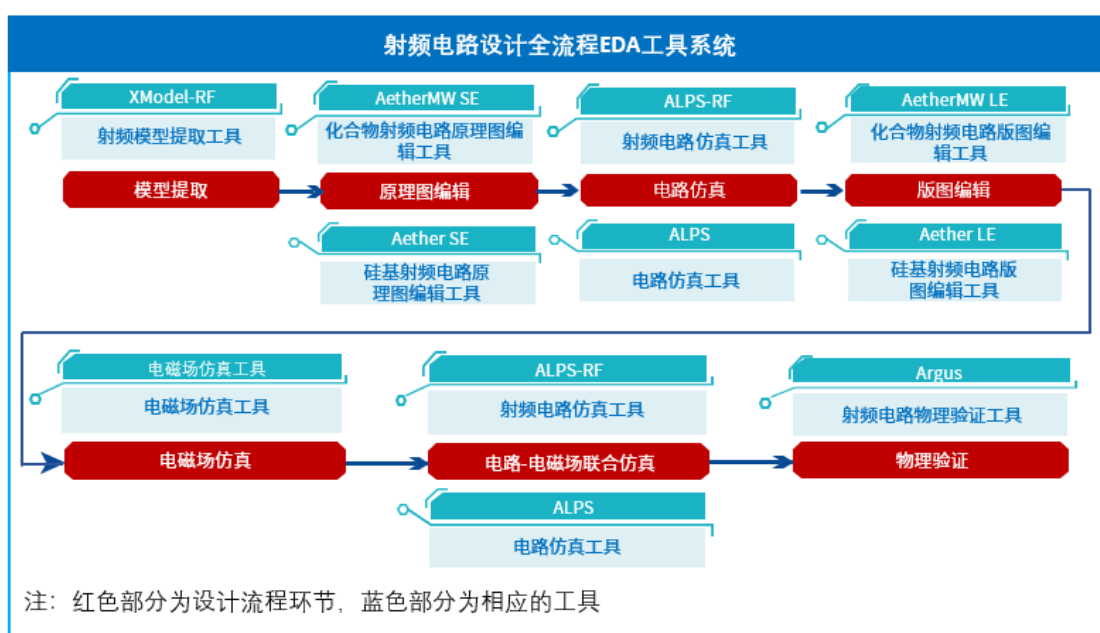 射频电路设计全流程EDA工具系统
XModel-RF
射频模型提取工具
模型提取
AetherMW SE
化合物射频电路原理图编
辑工具
原理图编辑
Aether SE
硅基射频电路原
理图编辑工具
ALPS-RF
射频电路仿真工具
电路仿真
ALPS
电路仿真工具
AetherMW LE
化合物射频电路版图编
辑工具
版图编辑
Aether LE
硅基射频电路版
图编辑工具
电磁场仿真工具
电磁场仿真工具
电磁场仿真
ALPS-RF
射频电路仿真工具
电路-电磁场联合仿真
ALPS
电路仿真工具
Argus
射频电路物理验证工具
物理验证
注：红色部分为设计流程环节，蓝色部分为相应的工具